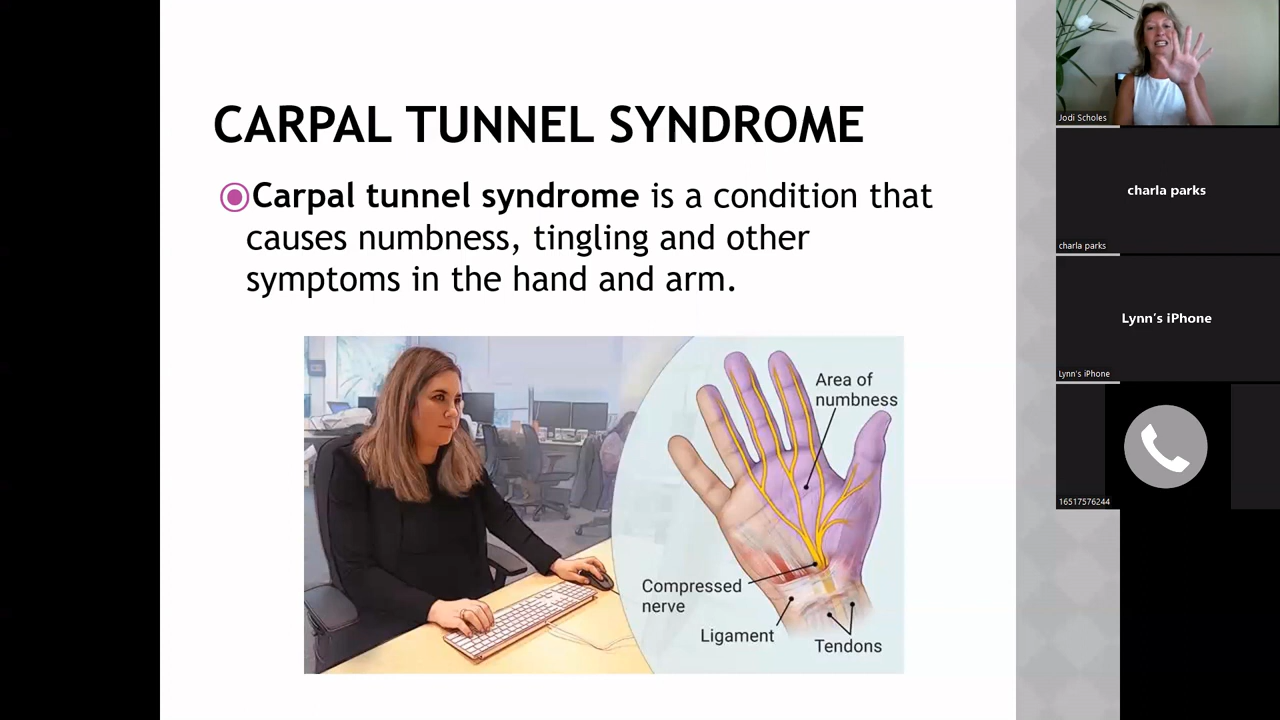 CARPAL TUNNEL SYNDROME
Carpal tunnel syndrome is a condition that
causes numbness, tingling and other
symptoms in the hand and arm.
Area of
numbness
Compressed
nerve
Ligament
Tendons
Jodi Scholes
charla parks
charla parks
Lynn's iPhone
Lynn's iPhone
16517576244